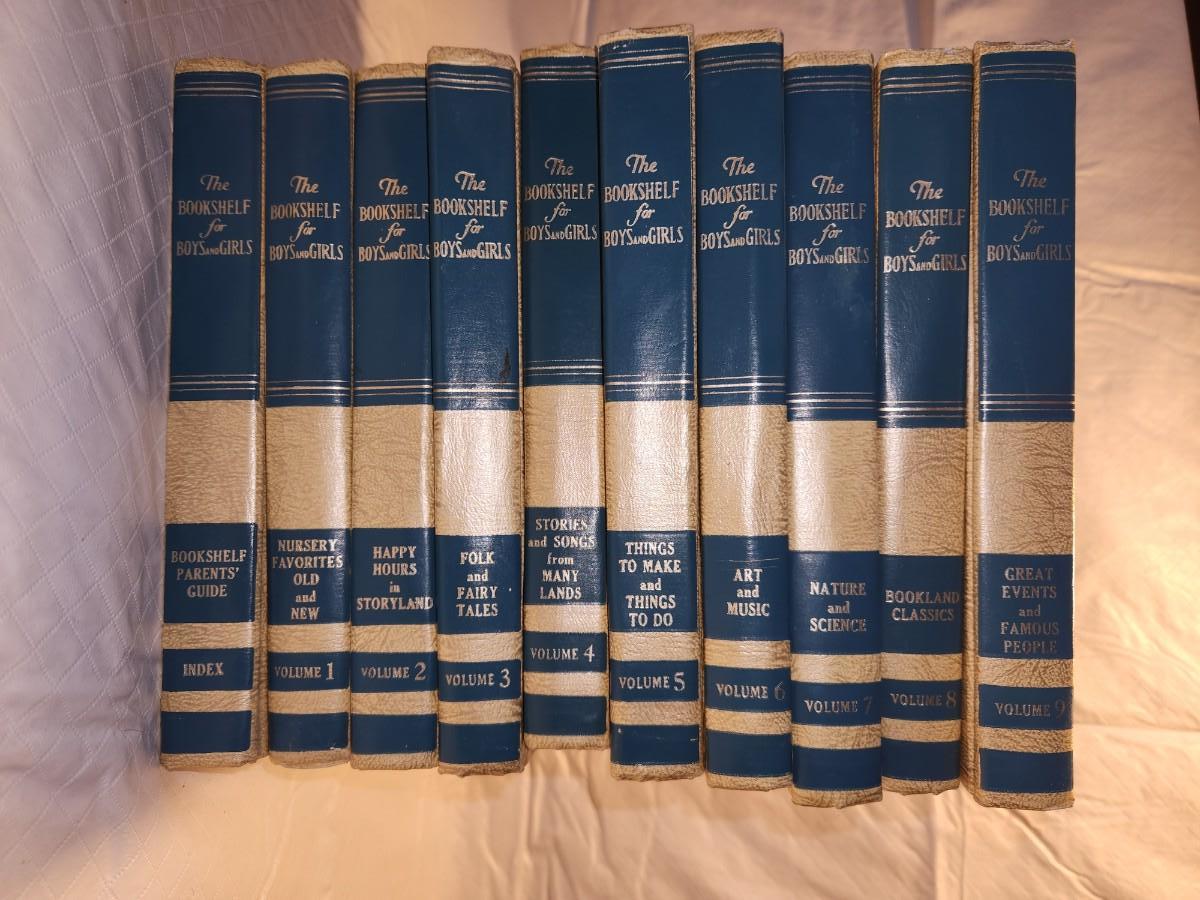 The
BOOKSHELF
for
BOYS AND GIRLS
BOOKSHELF
PARENTS'
GUIDE
INDEX
The
BOOKSHELF
for
BOYS AND GIRLS
NURSERY
FAVORITES
OLD
and
NEW
VOLUME 1
The
BOOKSHELF
for
BOYS AND GIRLS
HAPPY
HOURS
in
STORYLAND
VOLUME 2
The
BOOKSHELF
for
BOYS AND GIRLS
FOLK
and
FAIRY
TALES
VOLUME 3
The
BOOKSHELF
for
BOYS AND GIRLS
STORIES
and SONGS
from
MANY
LANDS
VOLUME 4
The
BOOKSHELF
for
BOYS AND GIRLS
THINGS
TO MAKE
and
THINGS
TO DO
VOLUME 5
The
BOOKSHELF
for
BOYS AND GIRLS
ART
and
MUSIC
VOLUME 6
The
BOOKSHELF
for
BOYS AND GIRLS
NATURE
and
SCIENCE
VOLUME 7
The
BOOKSHELF
for
BOYS AND GIRLS
BOOKLAND
CLASSICS
VOLUME 8
The
BOOKSHELF
for
BOYS AND GIRLS
GREAT
EVENTS
and
FAMOUS
PEOPLE
VOLUME 9